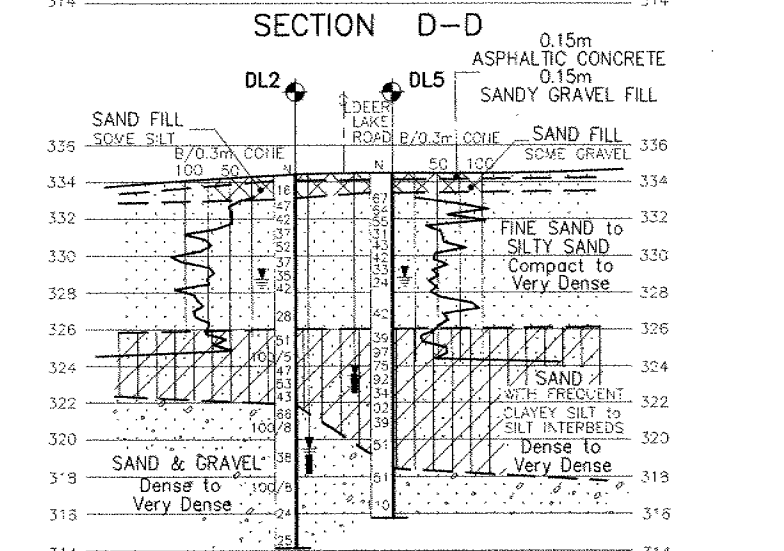 SECTION D-D
0.15m
ASPHALTIC CONCRETE
0.15m
SANDY GRAVEL FILL
DL2
DL5
DEER
LAKE
ROAD
SAND FILL
SOME SILT
SAND FILL
SOME GRAVEL
B/0.3m CONE
100 50
N
B/0.3m CONE
N
50 100
336
336
334
334
332
332
330
330
328
328
326
326
324
324
322
322
320
320
318
318
316
316
314
314
16
47
42
37
52
37
35
42
28
51
100/5
47
53
43
66
100/8
38
24
25
67
31
43
42
33
24
42
39
97
75
92
34
39
51
51
FINE SAND to
SILTY SAND
Compact to
Very Dense
SAND
WITH FREQUENT
CLAYEY SILT to
SILT INTERBEDS
Dense to
Very Dense
SAND & GRAVEL
Dense to
Very Dense